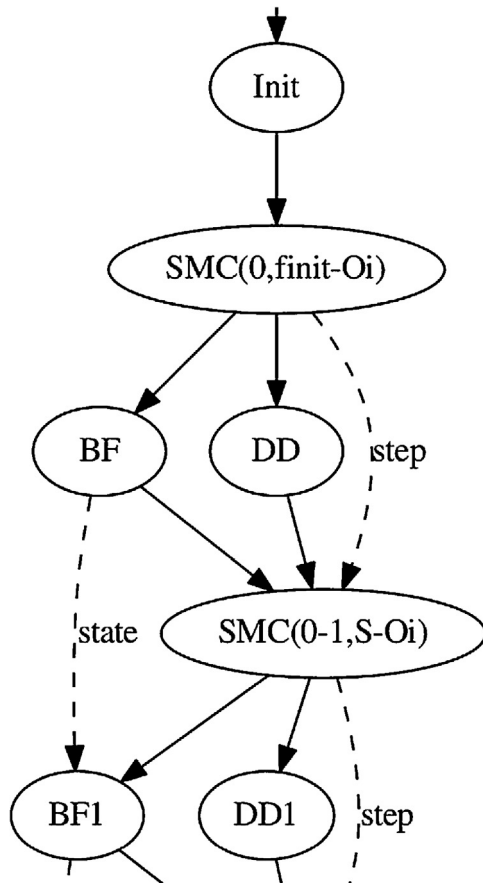 Init
SMC(0,finit-Oi)
BF
DD
step
state
SMC(0-1,S-Oi)
BF1
DD1
step